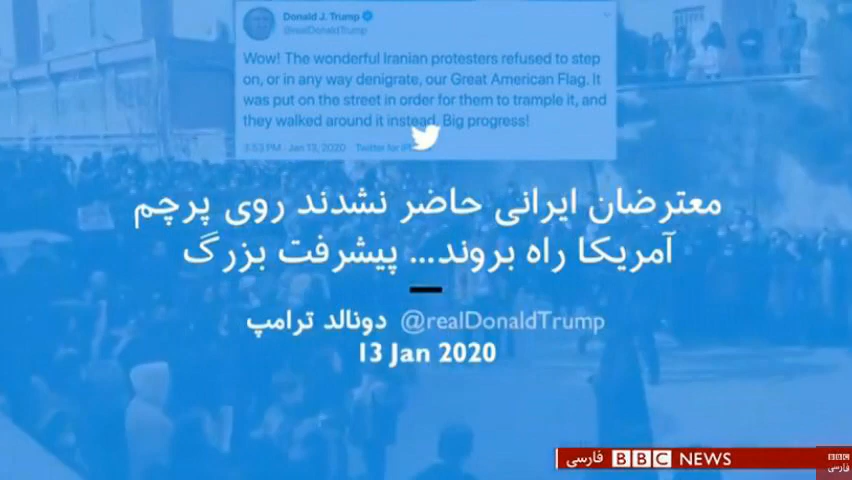 Donald J. Trump
@realDonaldTrump
Wow! The wonderful Iranian protesters refused to step
on, or in any way denigrate, our Great American Flag. It
was put on the street in order for them to trample it, and
they walked around it instead. Big progress!
3:53 PM · Jan 13, 2020 Twitter for
معترضان ایرانی حاضر نشدند روی پرچم
آمریکا راه بروند... پیشرفت بزرگ
دونالد ترامپ @realDonaldTrump
13 Jan 2020
فارسی BBC NEWS
BBC
فارسی